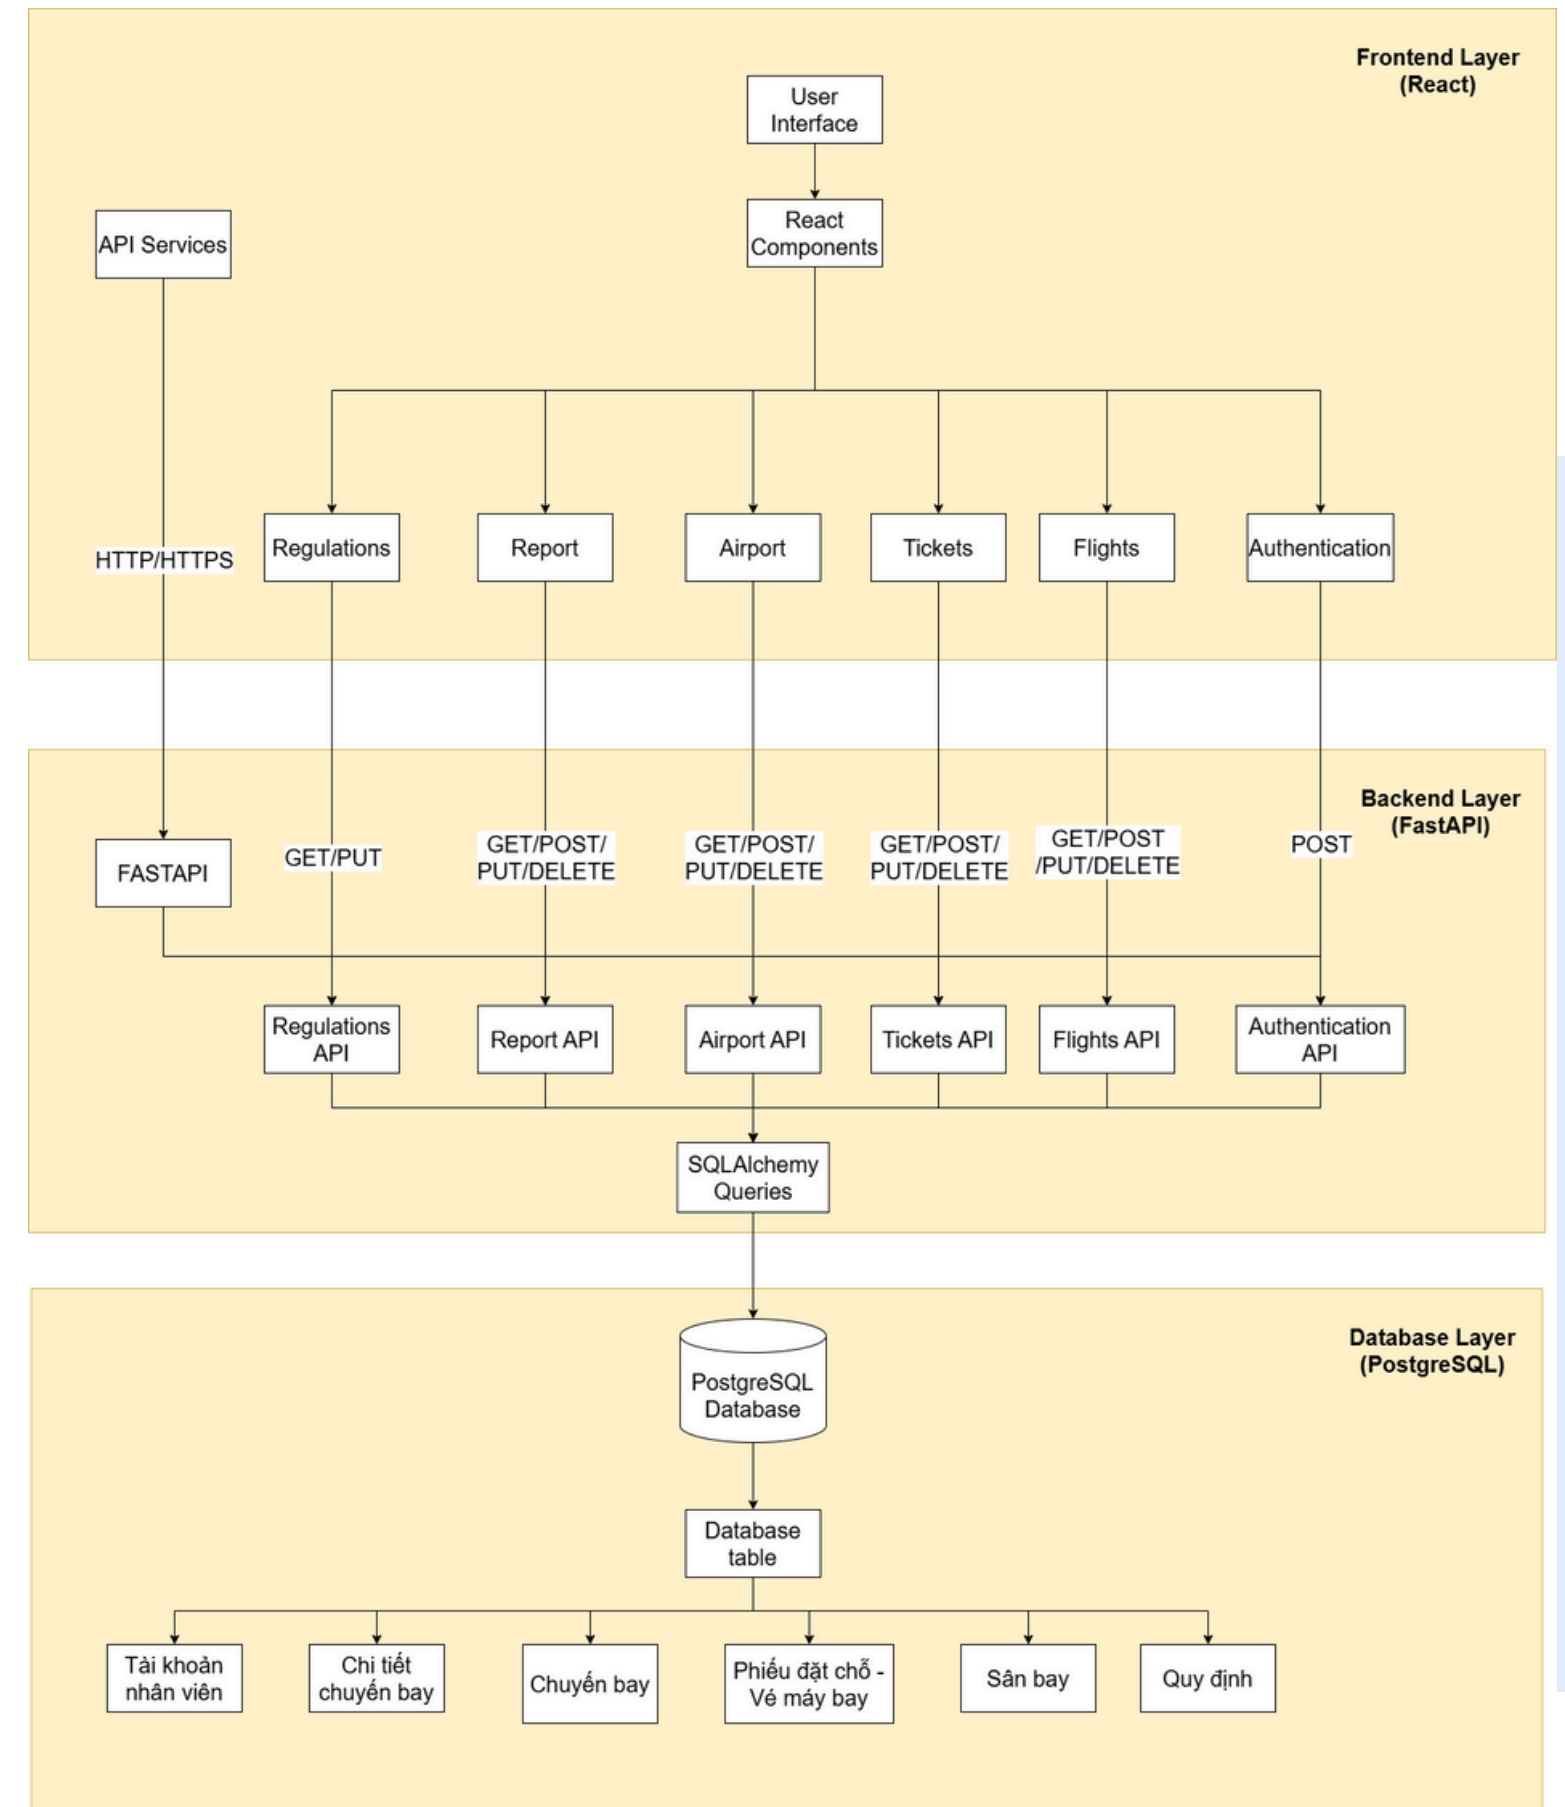 Frontend Layer
(React)
User
Interface
React
Components
API Services
HTTP/HTTPS
Regulations
Report
Airport
Tickets
Flights
Authentication
Backend Layer
(FastAPI)
FASTAPI
GET/PUT
GET/POST/
PUT/DELETE
GET/POST/
PUT/DELETE
GET/POST/
PUT/DELETE
GET/POST
/PUT/DELETE
POST
Regulations
API
Report API
Airport API
Tickets API
Flights API
Authentication
API
SQLAlchemy
Queries
Database Layer
(PostgreSQL)
PostgreSQL
Database
Database
table
Tài khoản
nhân viên
Chi tiết
chuyến bay
Chuyến bay
Phiếu đặt chỗ -
Vé máy bay
Sân bay
Quy định